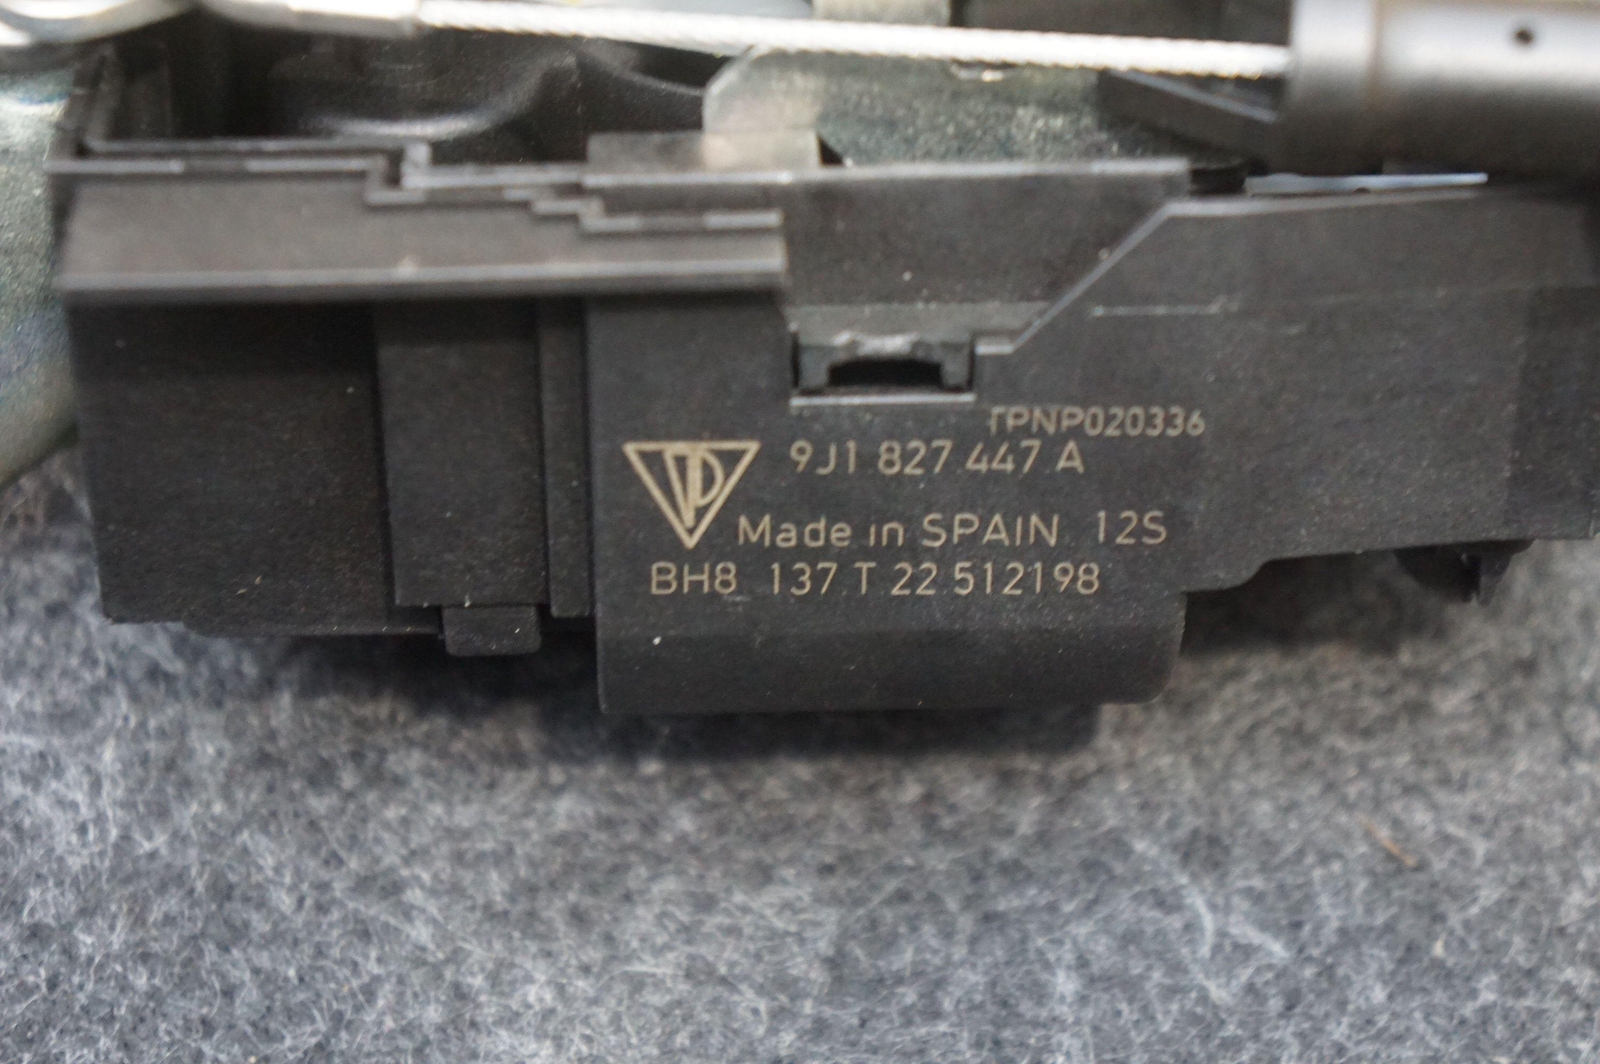 TPNP020336
9J1 827 447 A
Made in SPAIN 12S
BH8 137 T 22 512198